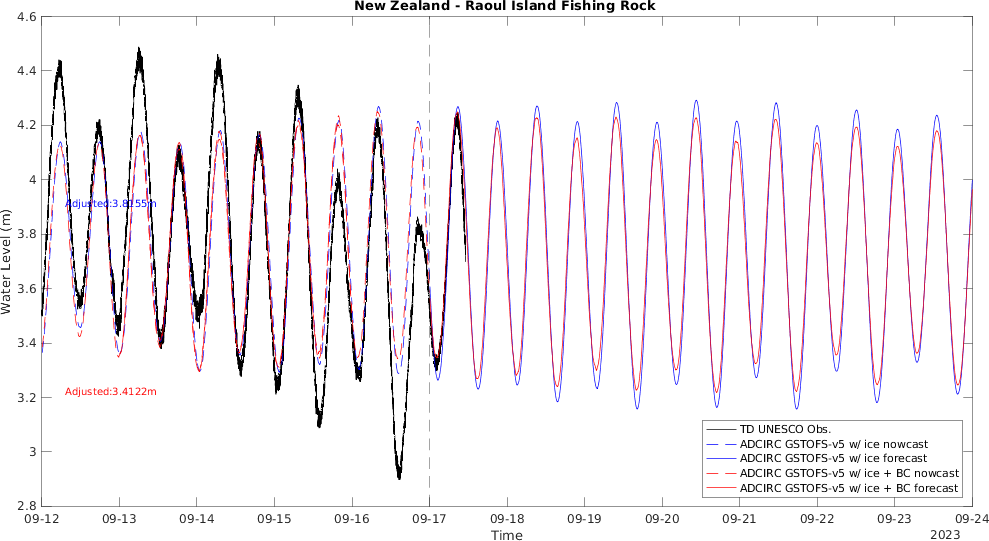 New Zealand - Raoul Island Fishing Rock
4.6
4.4
4.2
4
3.8
3.6
3.4
3.2
3
2.8
Water Level (m)
Adjusted:3.8155m
Adjusted:3.4122m
TD UNESCO Obs.
ADCIRC GSTOFS-v5 w/ ice nowcast
ADCIRC GSTOFS-v5 w/ ice forecast
ADCIRC GSTOFS-v5 w/ ice + BC nowcast
ADCIRC GSTOFS-v5 w/ ice + BC forecast
09-12 09-13 09-14 09-15 09-16 09-17 09-18 09-19 09-20 09-21 09-22 09-23 09-24
Time
2023